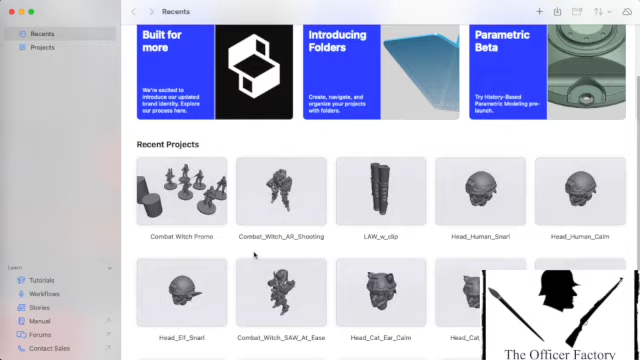 Recents
Recents
Projects
Built for
more
We're excited to
introduce our updated
brand identity. Explore
our process here.
Introducing
Folders
Create, navigate, and
organize your projects
with folders.
Parametric
Beta
Try History-Based
Parametric Modeling pre-
launch.
Recent Projects
Combat Witch Promo
Combat_Witch_AR_Shooting
LAW_w_clip
Head_Human_Snarl
Head_Human_Calm
Head_Elf_Snarl
Combat_Witch_SAW_At_Ease
Head_Cat_Ear_Calm
Head_Cat
Learn
Tutorials
Workflows
Stories
Manual
Forums
Contact Sales
The Officer Factory